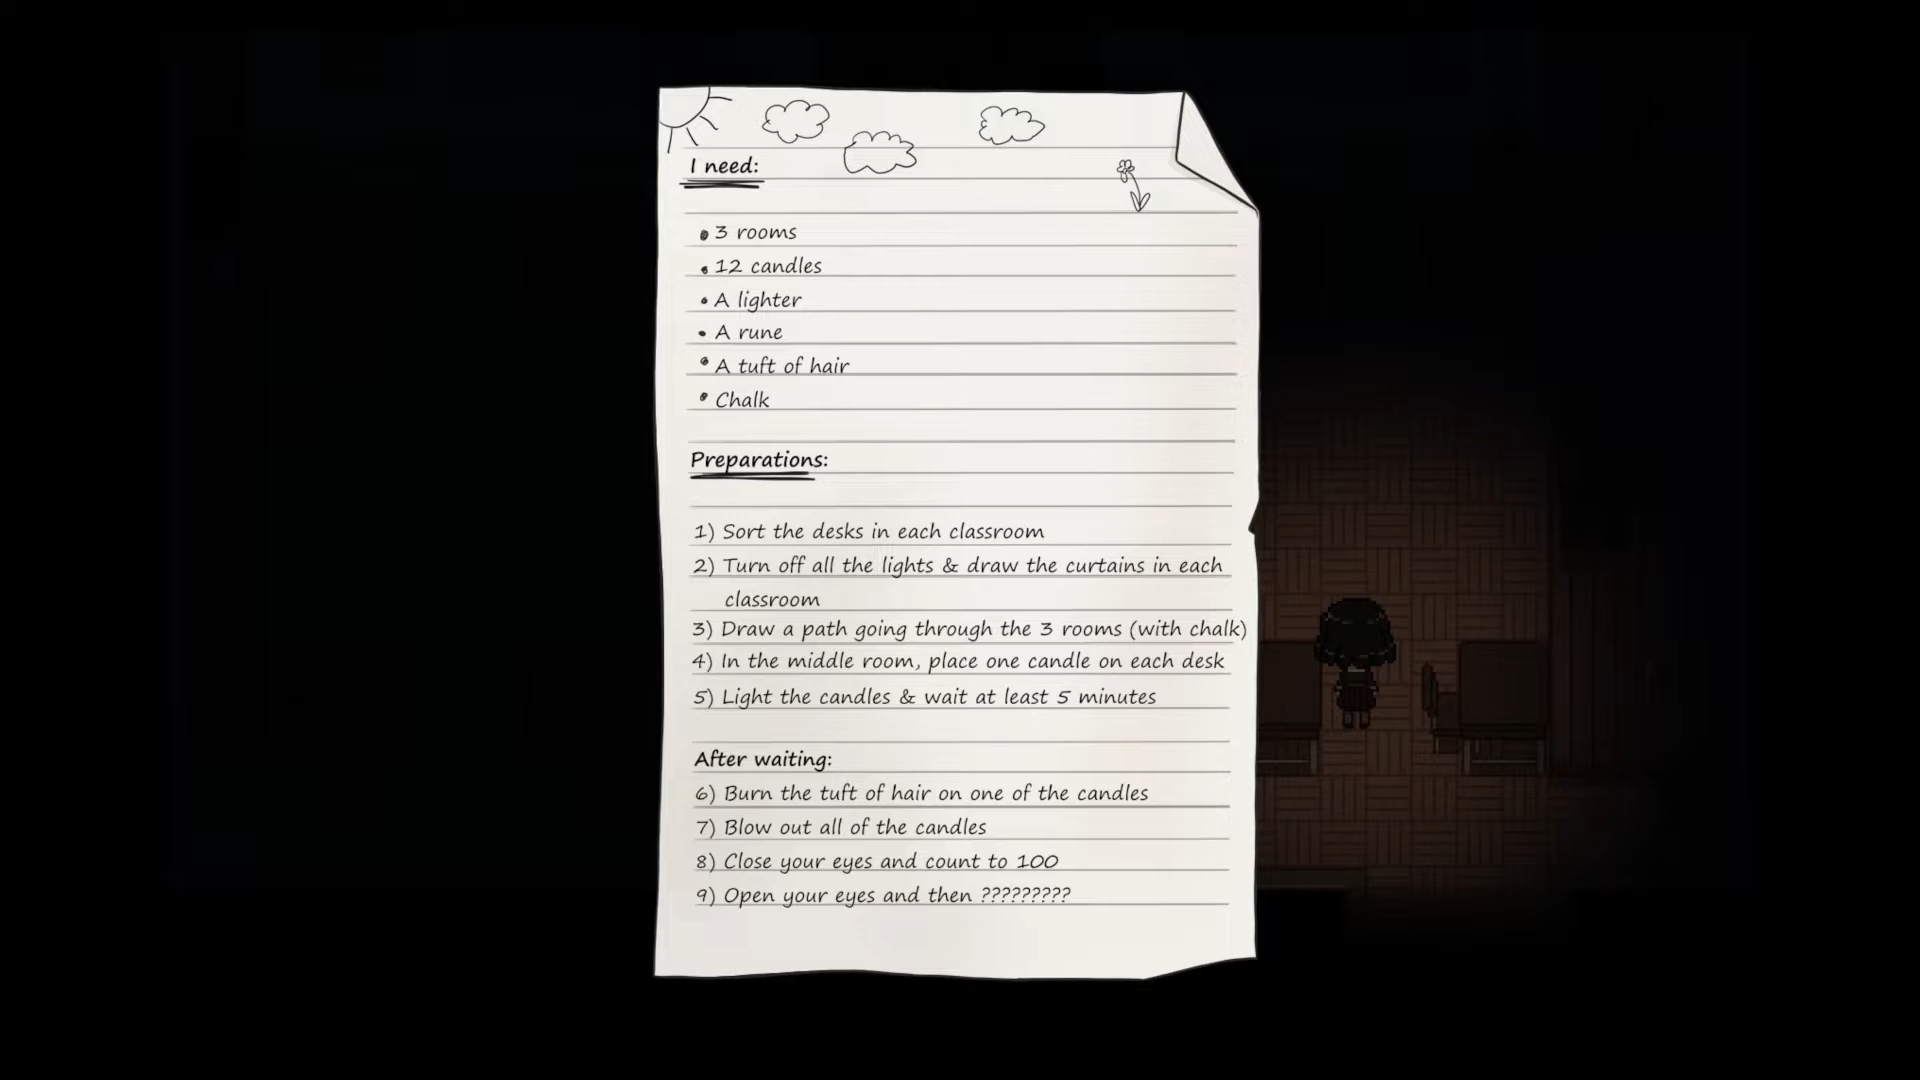 I need:
• 3 rooms
• 12 candles
• A lighter
• A rune
• A tuft of hair
• Chalk
Preparations:
1) Sort the desks in each classroom
2) Turn off all the lights & draw the curtains in each
classroom
3) Draw a path going through the 3 rooms (with chalk)
4) In the middle room, place one candle on each desk
5) Light the candles & wait at least 5 minutes
After waiting:
6) Burn the tuft of hair on one of the candles
7) Blow out all of the candles
8) Close your eyes and count to 100
9) Open your eyes and then ?????????